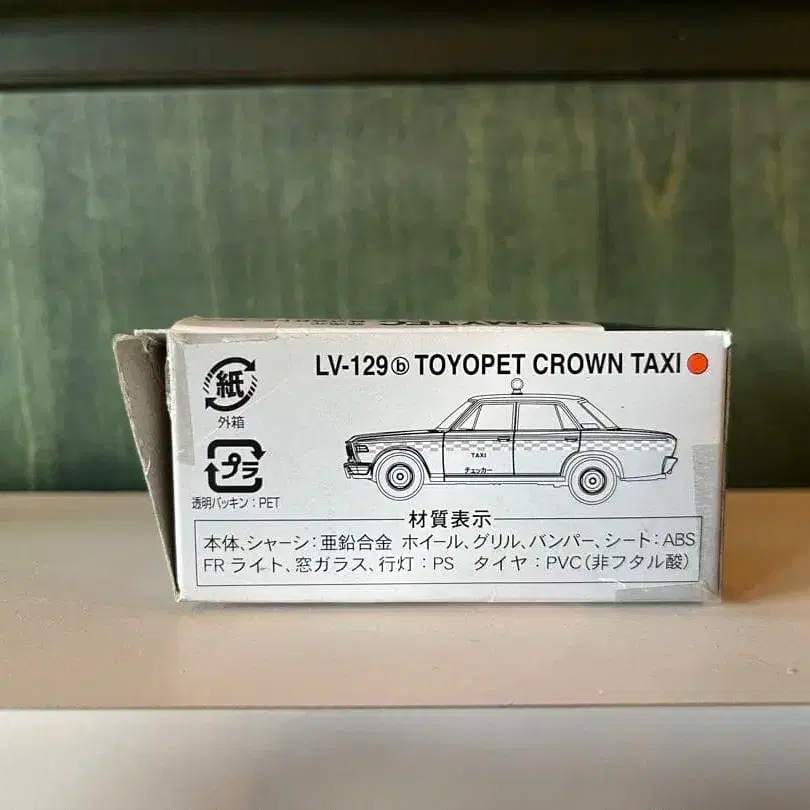 TOMYTEC
LV-129ⓑ TOYOPET CROWN TAXI
紙
外箱
プラ
透明パッキン:PET
TAXI
チェッカー
材質表示
本体、シャーシ:亜鉛合金 ホイール、グリル、バンパー、シート:ABS
FRライト、窓ガラス、行灯:PS タイヤ:PVC(非フタル酸)